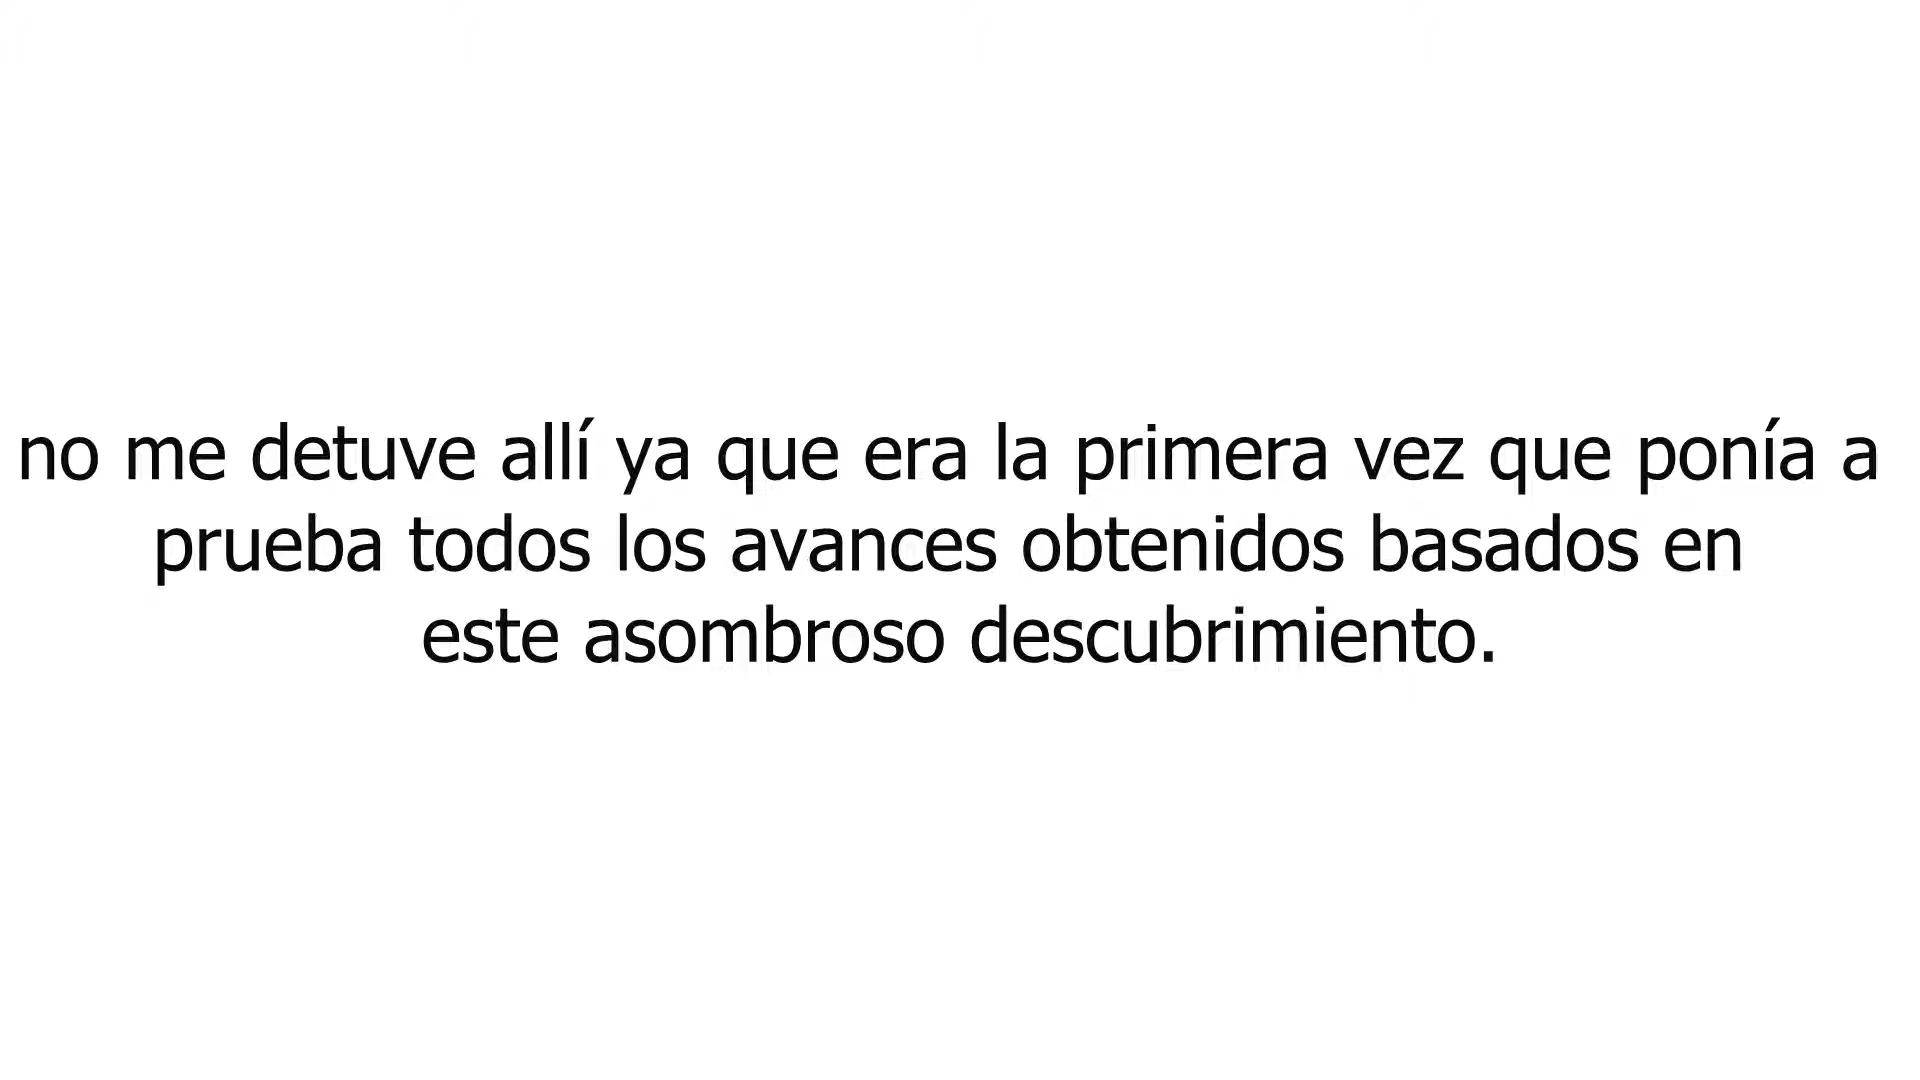 no me detuve allí ya que era la primera vez que ponía a
prueba todos los avances obtenidos basados en
este asombroso descubrimiento.